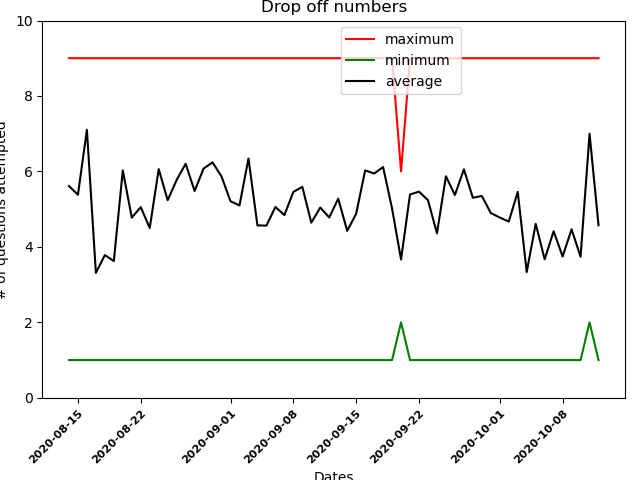 Drop off numbers
maximum
minimum
average
# of questions attempted
10
8
6
4
2
0
2020-08-15
2020-08-22
2020-09-01
2020-09-08
2020-09-15
2020-09-22
2020-10-01
2020-10-08
Dates